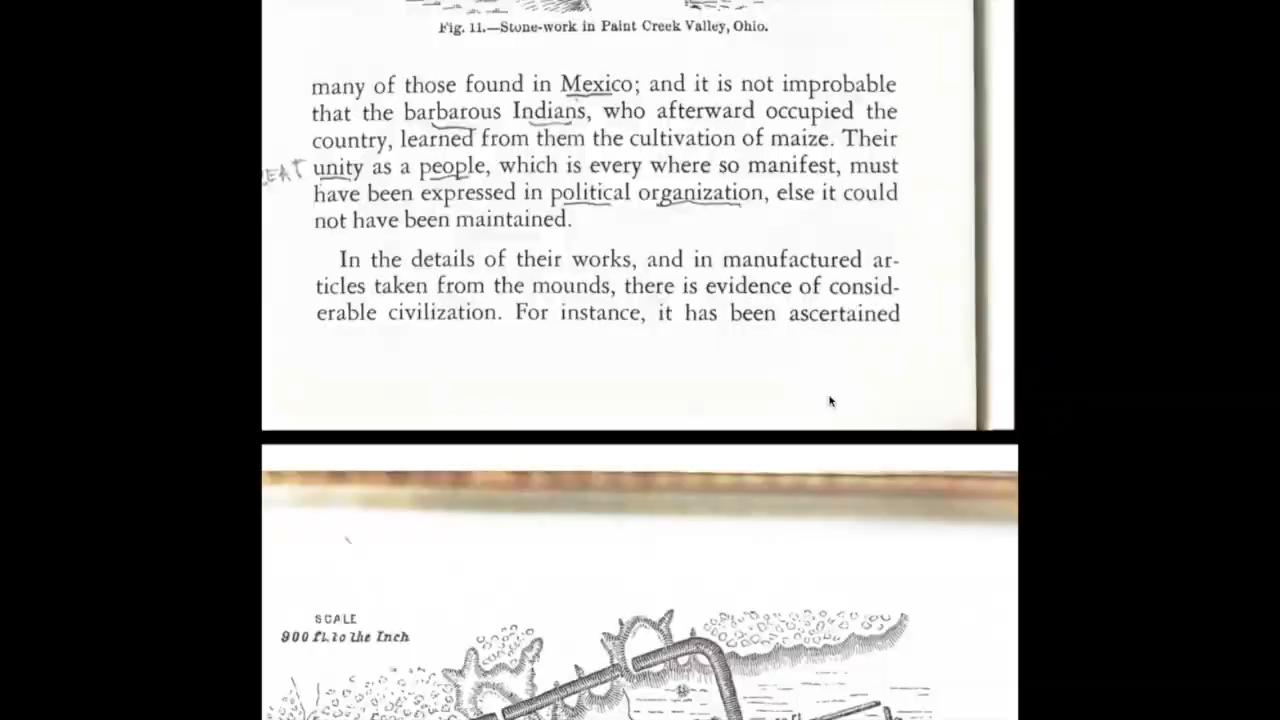 Fig. 11.—Stone-work in Paint Creek Valley, Ohio.
many of those found in Mexico; and it is not improbable
that the barbarous Indians, who afterward occupied the
country, learned from them the cultivation of maize. Their
unity as a people, which is every where so manifest, must
have been expressed in political organization, else it could
not have been maintained.
In the details of their works, and in manufactured ar-
ticles taken from the mounds, there is evidence of consid-
erable civilization. For instance, it has been ascertained
SCALE
900 ft. to the Inch